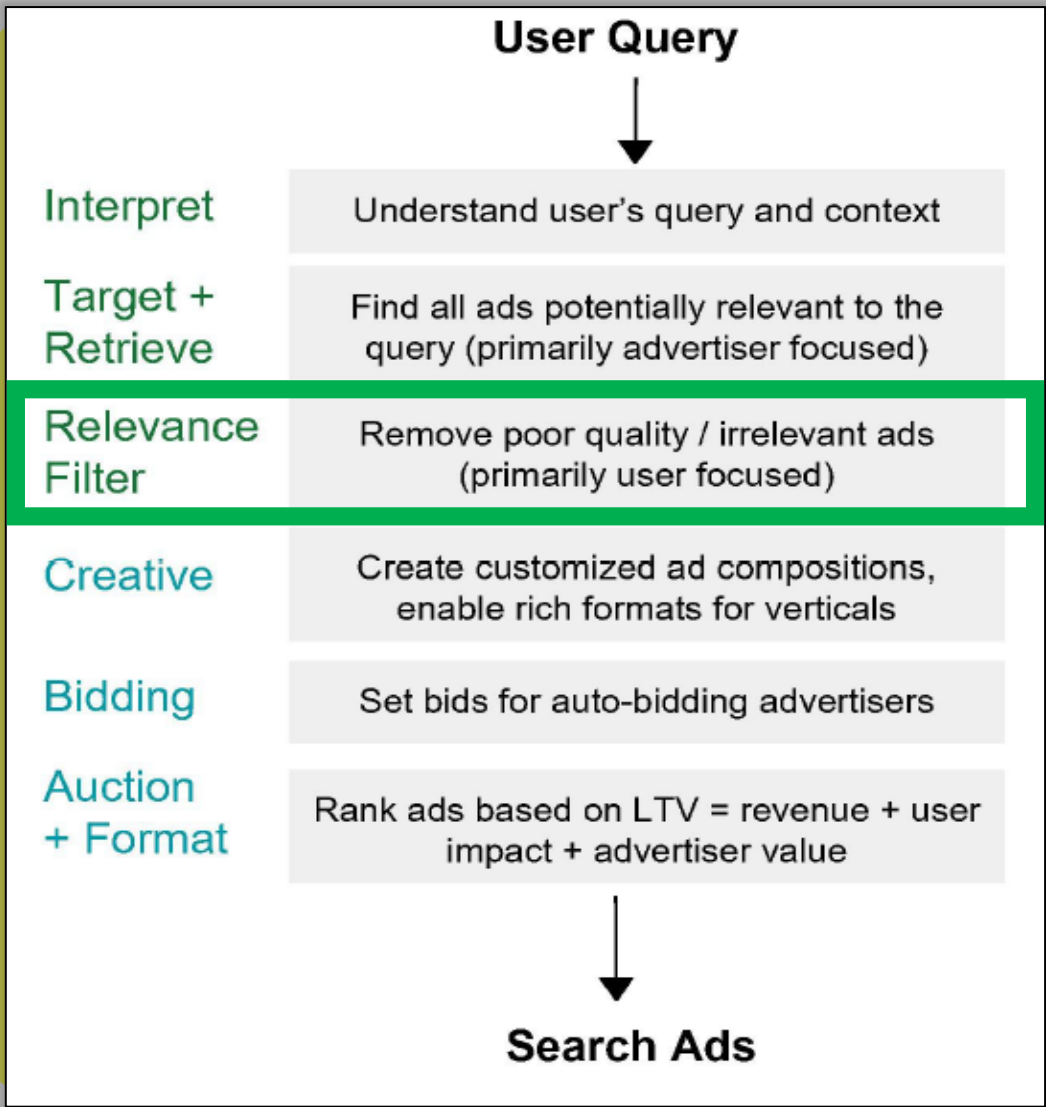 User Query
Interpret
Understand user's query and context
Target +
Retrieve
Find all ads potentially relevant to the
query (primarily advertiser focused)
Relevance
Filter
Remove poor quality / irrelevant ads
(primarily user focused)
Creative
Create customized ad compositions,
enable rich formats for verticals
Bidding
Set bids for auto-bidding advertisers
Auction
+ Format
Rank ads based on LTV = revenue + user
impact + advertiser value
Search Ads